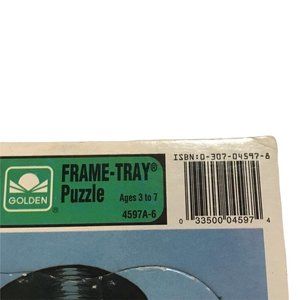 GOLDEN®
FRAME-TRAY®
Puzzle
Ages 3 to 7
4597A-6
ISBN:0-307-04597-8
0 33500 04597 4